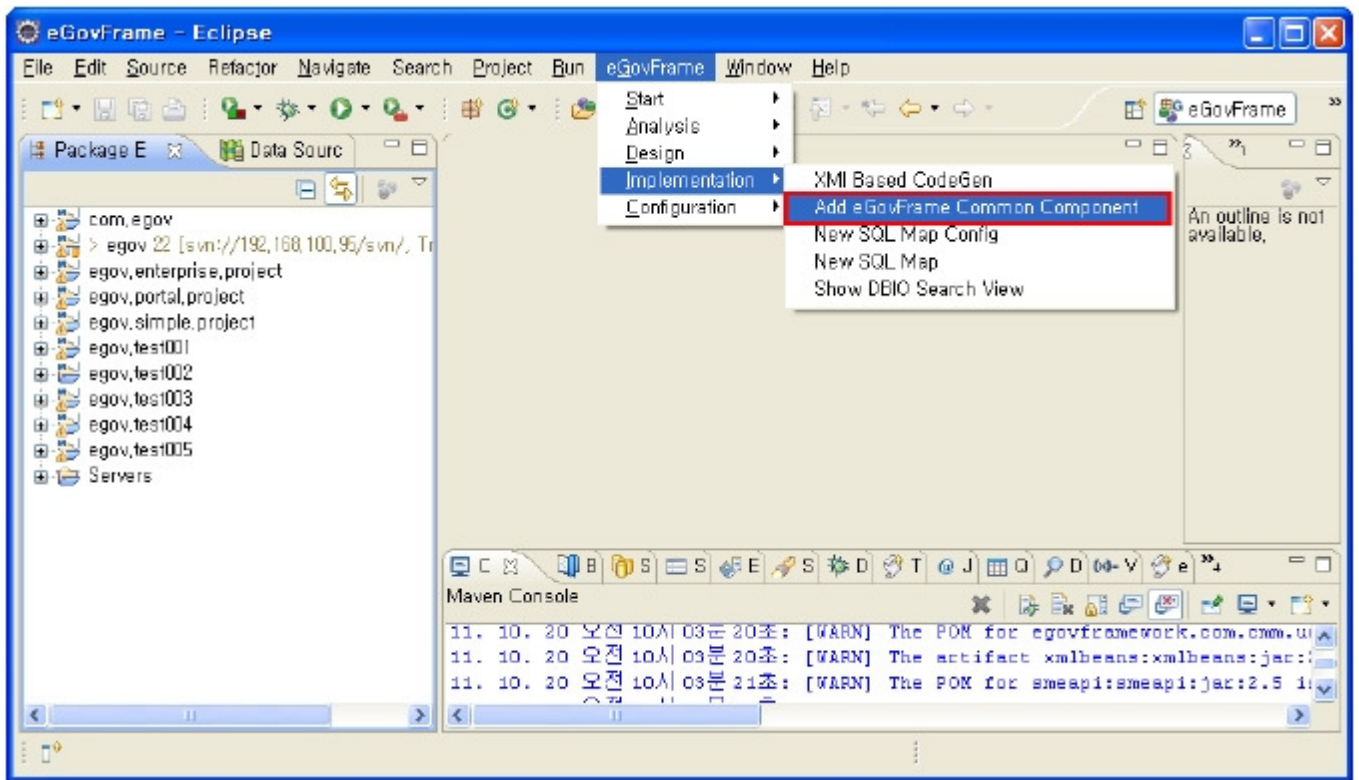 eGovFrame - Eclipse
File Edit Source Refactor Navigate Search Project Run eGovFrame Window Help
eGovFrame
Start
Analysis
Design
Implementation
Configuration
XMI Based CodeGen
Add eGovFrame Common Component
New SQL Map Config
New SQL Map
Show DBIO Search View
Package E
Data Sourc
An outline is not
available,
com,egov
> egov 22 [svn://192,168,100,95/svn/, Tr
egov,enterprise,project
egov,portal,project
egov,simple,project
egov,test001
egov,test002
egov,test003
egov,test004
egov,test005
Servers
C B S S E S D T @ J Q D V e
Maven Console
11. 10. 20 오전 10시 03분 20초: [WARN] The POM for egovframework.com.cmm.u
11. 10. 20 오전 10시 03분 20초: [WARN] The artifact xmlbeans:xmlbeans:jar:
11. 10. 20 오전 10시 03분 21초: [WARN] The POM for smeapi:smeapi:jar:2.5 i